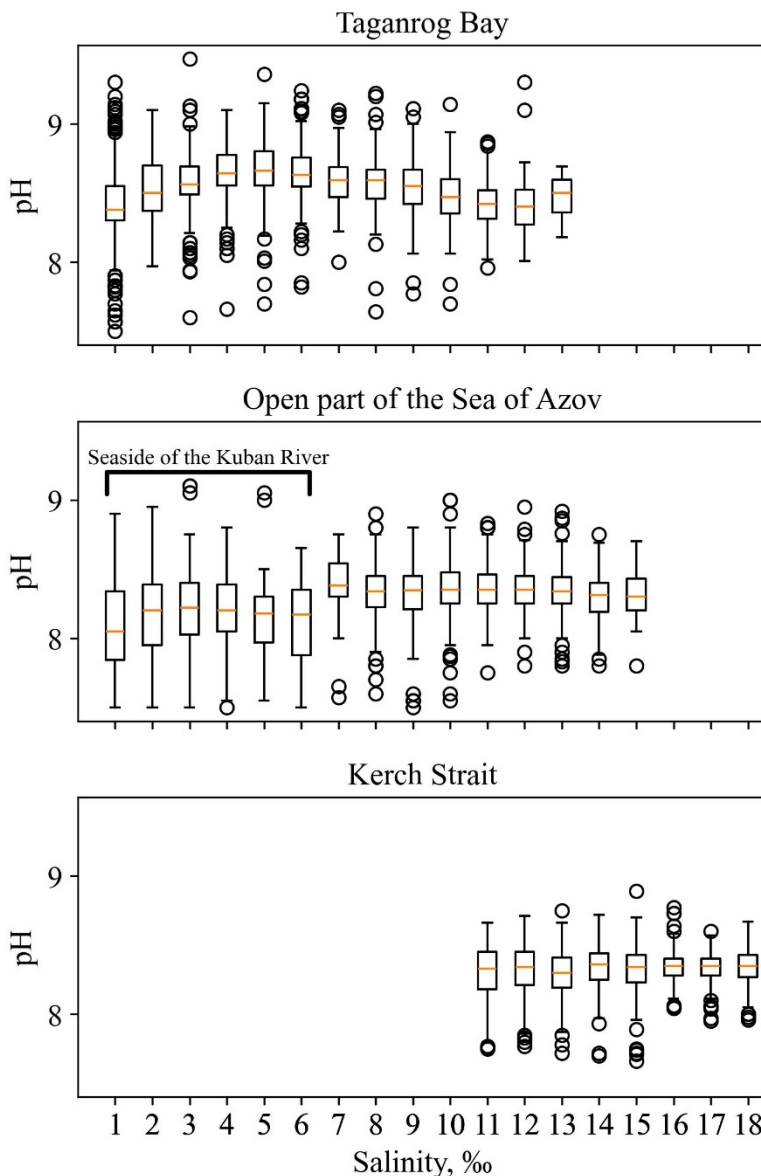 Taganrog Bay
pH
9
8
Open part of the Sea of Azov
Seaside of the Kuban River
pH
9
8
Kerch Strait
pH
9
8
1 2 3 4 5 6 7 8 9 10 11 12 13 14 15 16 17 18
Salinity, ‰